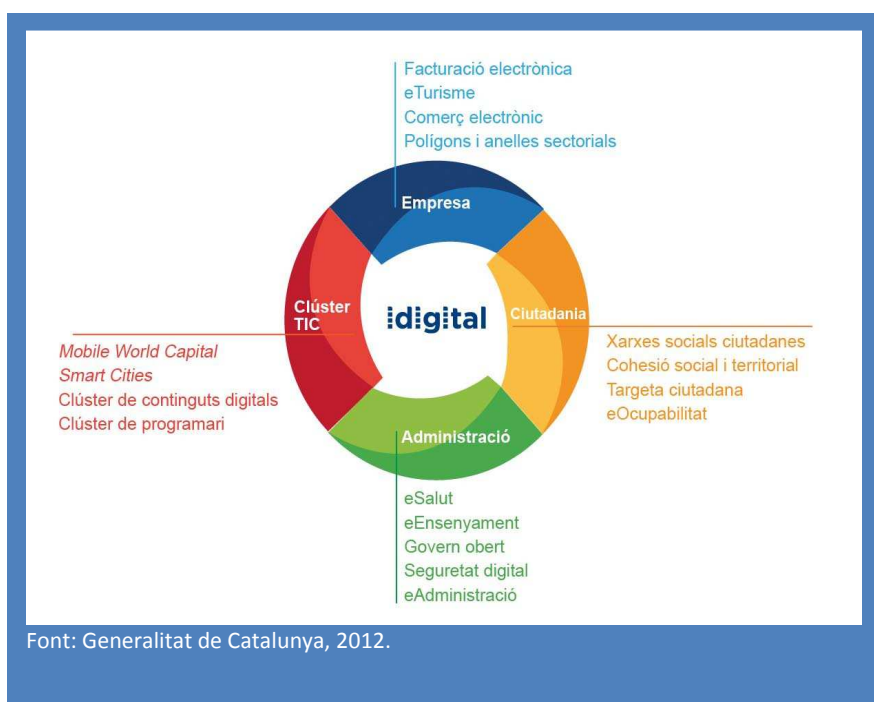 Facturació electrònica
eTurisme
Comerç electrònic
Polígons i anelles sectorials
Empresa
Clúster
TIC
idigital
Ciutadania
Mobile World Capital
Smart Cities
Clúster de continguts digitals
Clúster de programari
Xarxes socials ciutadanes
Cohesió social i territorial
Targeta ciutadana
eOcupabilitat
Administració
eSalut
eEnsenyament
Govern obert
Seguretat digital
eAdministració
Font: Generalitat de Catalunya, 2012.